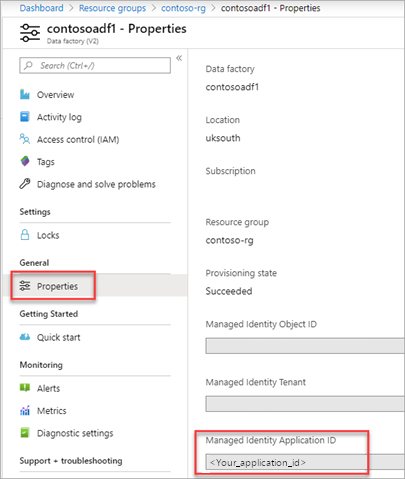 Dashboard > Resource groups > contoso-rg > contosoadf1 - Properties
contosoadf1 - Properties
Data factory (V2)
Search (Ctrl+/)
«
Overview
Activity log
Access control (IAM)
Tags
Diagnose and solve problems
Settings
Locks
General
Properties
Getting Started
Quick start
Monitoring
Alerts
Metrics
Diagnostic settings
Support + troubleshooting
Data factory
contosoadf1
Location
uksouth
Subscription
Resource group
contoso-rg
Provisioning state
Succeeded
Managed Identity Object ID
Managed Identity Tenant
Managed Identity Application ID
<Your_application_id>